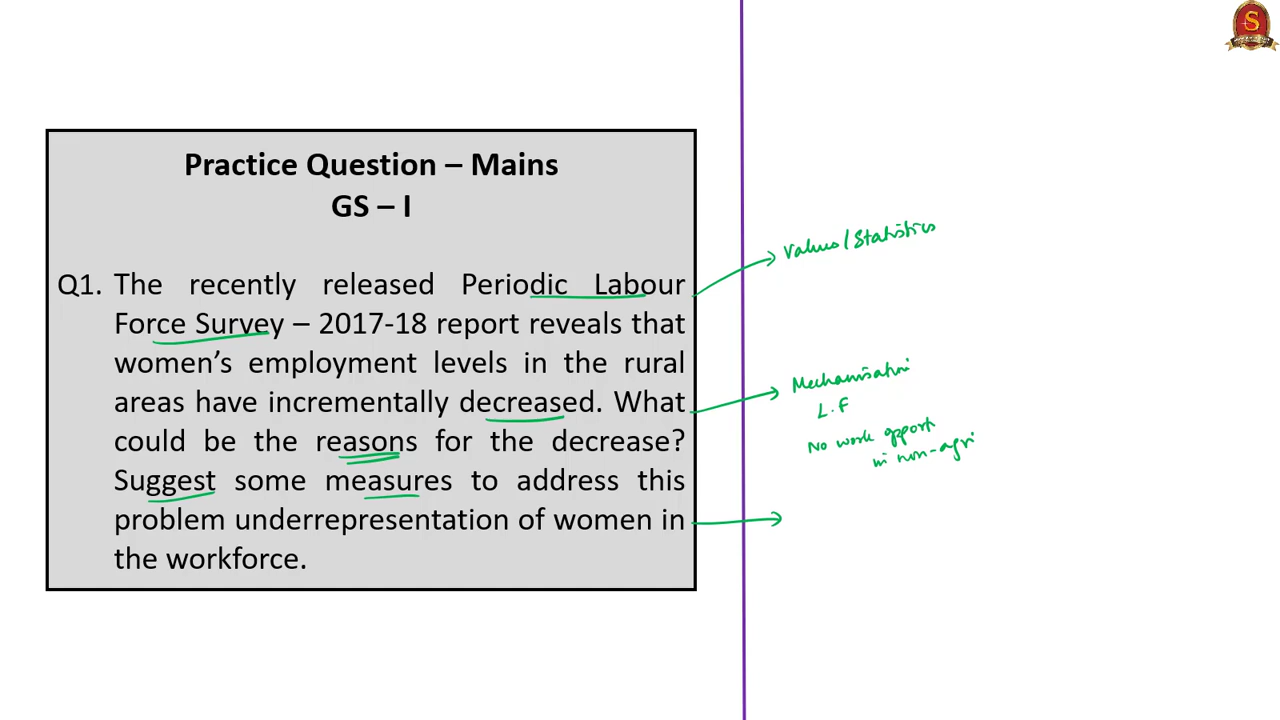 Practice Question – Mains
GS – I
Q1. The recently released Periodic Labour
Force Survey – 2017-18 report reveals that
women's employment levels in the rural
areas have incrementally decreased. What
could be the reasons for the decrease?
Suggest some measures to address this
problem underrepresentation of women in
the workforce.
Values/Statistics
Mechanisation
L.F
No work opport
in non-agri
S